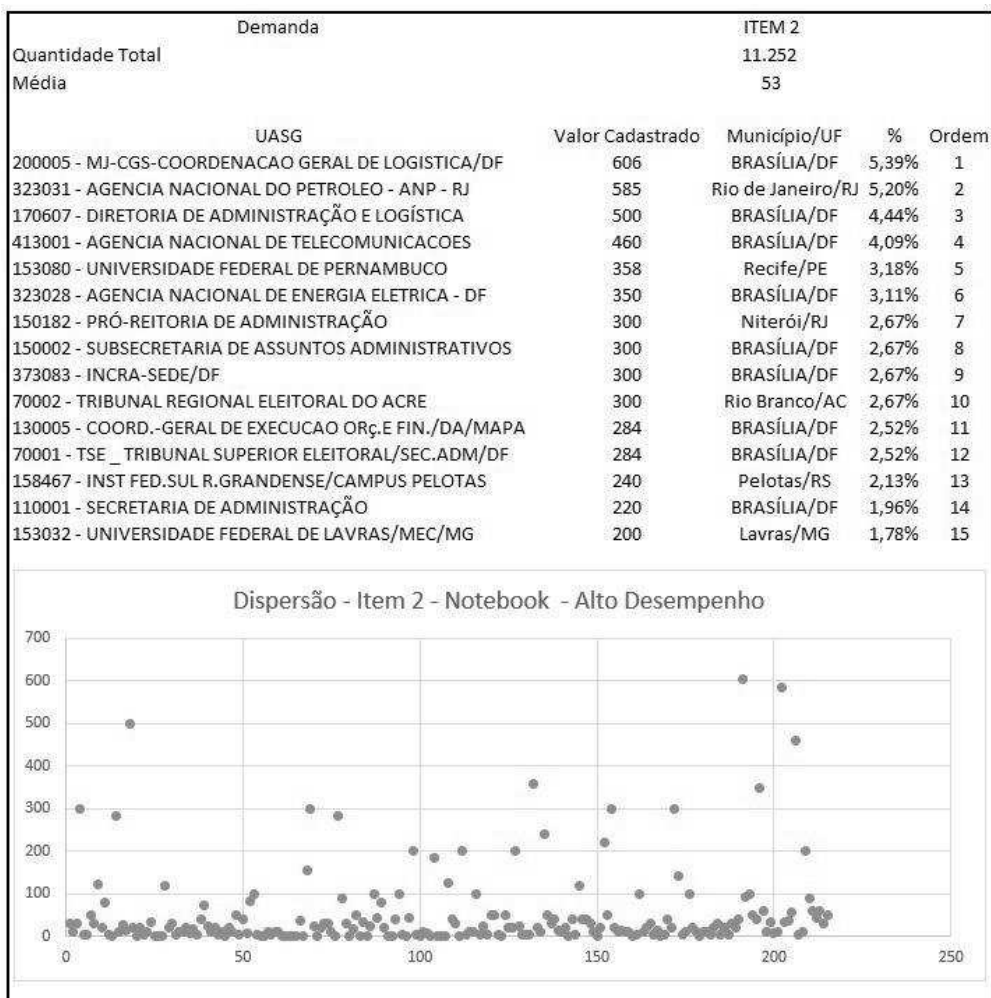 Demanda ITEM 2
Quantidade Total 11.252
Média 53
UASG Valor Cadastrado Município/UF % Ordem
200005 - MJ-CGS-COORDENACAO GERAL DE LOGISTICA/DF 606 BRASÍLIA/DF 5,39% 1
323031 - AGENCIA NACIONAL DO PETROLEO - ANP - RJ 585 Rio de Janeiro/RJ 5,20% 2
170607 - DIRETORIA DE ADMINISTRAÇÃO E LOGÍSTICA 500 BRASÍLIA/DF 4,44% 3
413001 - AGENCIA NACIONAL DE TELECOMUNICACOES 460 BRASÍLIA/DF 4,09% 4
153080 - UNIVERSIDADE FEDERAL DE PERNAMBUCO 358 Recife/PE 3,18% 5
323028 - AGENCIA NACIONAL DE ENERGIA ELETRICA - DF 350 BRASÍLIA/DF 3,11% 6
150182 - PRÓ-REITORIA DE ADMINISTRAÇÃO 300 Niterói/RJ 2,67% 7
150002 - SUBSECRETARIA DE ASSUNTOS ADMINISTRATIVOS 300 BRASÍLIA/DF 2,67% 8
373083 - INCRA-SEDE/DF 300 BRASÍLIA/DF 2,67% 9
70002 - TRIBUNAL REGIONAL ELEITORAL DO ACRE 300 Rio Branco/AC 2,67% 10
130005 - COORD.-GERAL DE EXECUCAO ORç.E FIN./DA/MAPA 284 BRASÍLIA/DF 2,52% 11
70001 - TSE _ TRIBUNAL SUPERIOR ELEITORAL/SEC.ADM/DF 284 BRASÍLIA/DF 2,52% 12
158467 - INST FED.SUL R.GRANDENSE/CAMPUS PELOTAS 240 Pelotas/RS 2,13% 13
110001 - SECRETARIA DE ADMINISTRAÇÃO 220 BRASÍLIA/DF 1,96% 14
153032 - UNIVERSIDADE FEDERAL DE LAVRAS/MEC/MG 200 Lavras/MG 1,78% 15
Dispersão - Item 2 - Notebook - Alto Desempenho
700
600
500
400
300
200
100
0
0 50 100 150 200 250